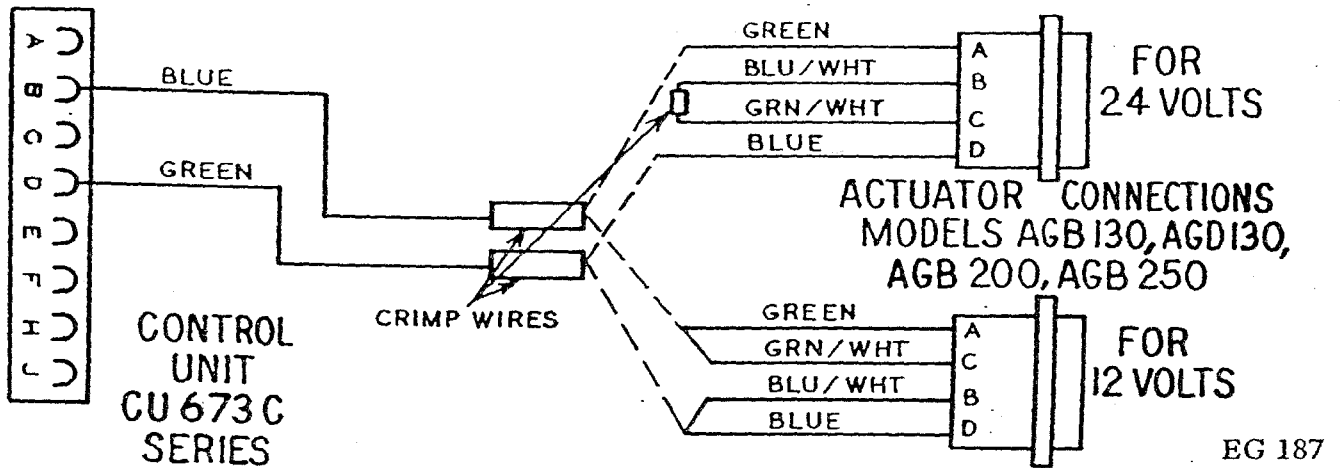 A
B
C
D
E
F
H
J
BLUE
GREEN
CONTROL
UNIT
CU 673 C
SERIES
CRIMP WIRES
GREEN
BLU/WHT
GRN/WHT
BLUE
A
B
C
D
FOR
24 VOLTS
ACTUATOR CONNECTIONS
MODELS AGB 130, AGD 130,
AGB 200, AGB 250
GREEN
GRN/WHT
BLU/WHT
BLUE
A
C
B
D
FOR
12 VOLTS
EG 187